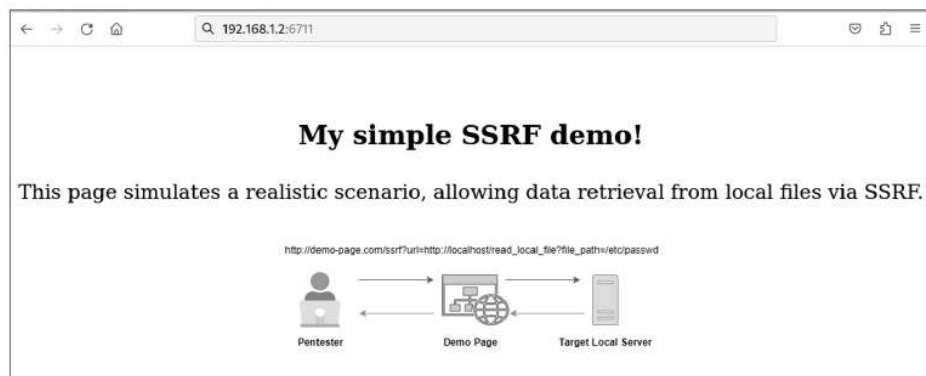 192.168.1.2:6711
My simple SSRF demo!
This page simulates a realistic scenario, allowing data retrieval from local files via SSRF.
http://demo-page.com/ssrf?url=http://localhost/read_local_file?file_path=/etc/passwd
Pentester Demo Page Target Local Server